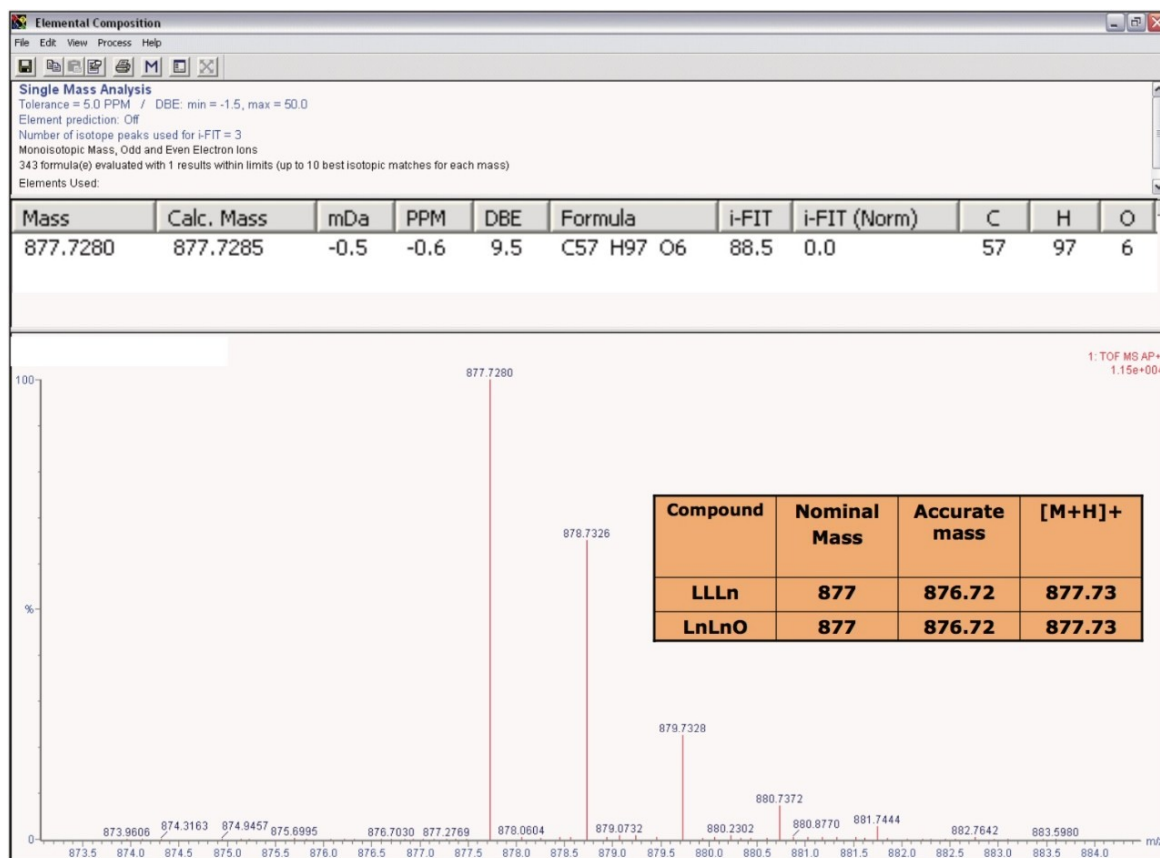 Elemental Composition
File Edit View Process Help
M
Single Mass Analysis
Tolerance = 5.0 PPM / DBE: min = -1.5, max = 50.0
Element prediction: Off
Number of isotope peaks used for i-FIT = 3
Monoisotopic Mass, Odd and Even Electron Ions
343 formula(e) evaluated with 1 results within limits (up to 10 best isotopic matches for each mass)
Elements Used:
Mass Calc. Mass mDa PPM DBE Formula i-FIT i-FIT (Norm) C H O
877.7280 877.7285 -0.5 -0.6 9.5 C57 H97 O6 88.5 0.0 57 97 6
1: TOF MS AP+
1.15e+004
100
877.7280
878.7326
Compound Nominal Mass Accurate mass [M+H]+
LLLn 877 876.72 877.73
LnLnO 877 876.72 877.73
%
879.7328
880.7372
873.9606 874.3163 874.9457 875.6995 876.7030 877.2769 878.0604 879.0732 880.2302 880.8770 881.7444 882.7642 883.5980
0
873.5 874.0 874.5 875.0 875.5 876.0 876.5 877.0 877.5 878.0 878.5 879.0 879.5 880.0 880.5 881.0 881.5 882.0 882.5 883.0 883.5 884.0